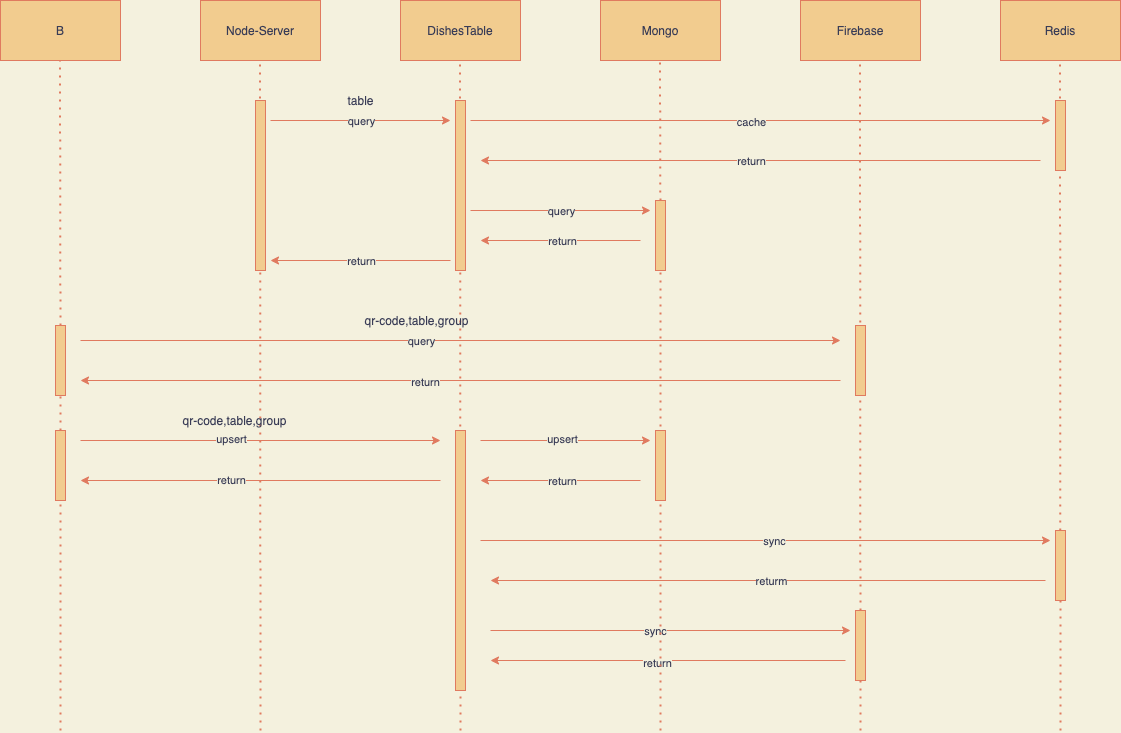 B
Node-Server
DishesTable
Mongo
Firebase
Redis
table
query
cache
return
query
return
return
qr-code,table,group
query
return
qr-code,table,group
upsert
upsert
return
return
sync
returm
sync
return